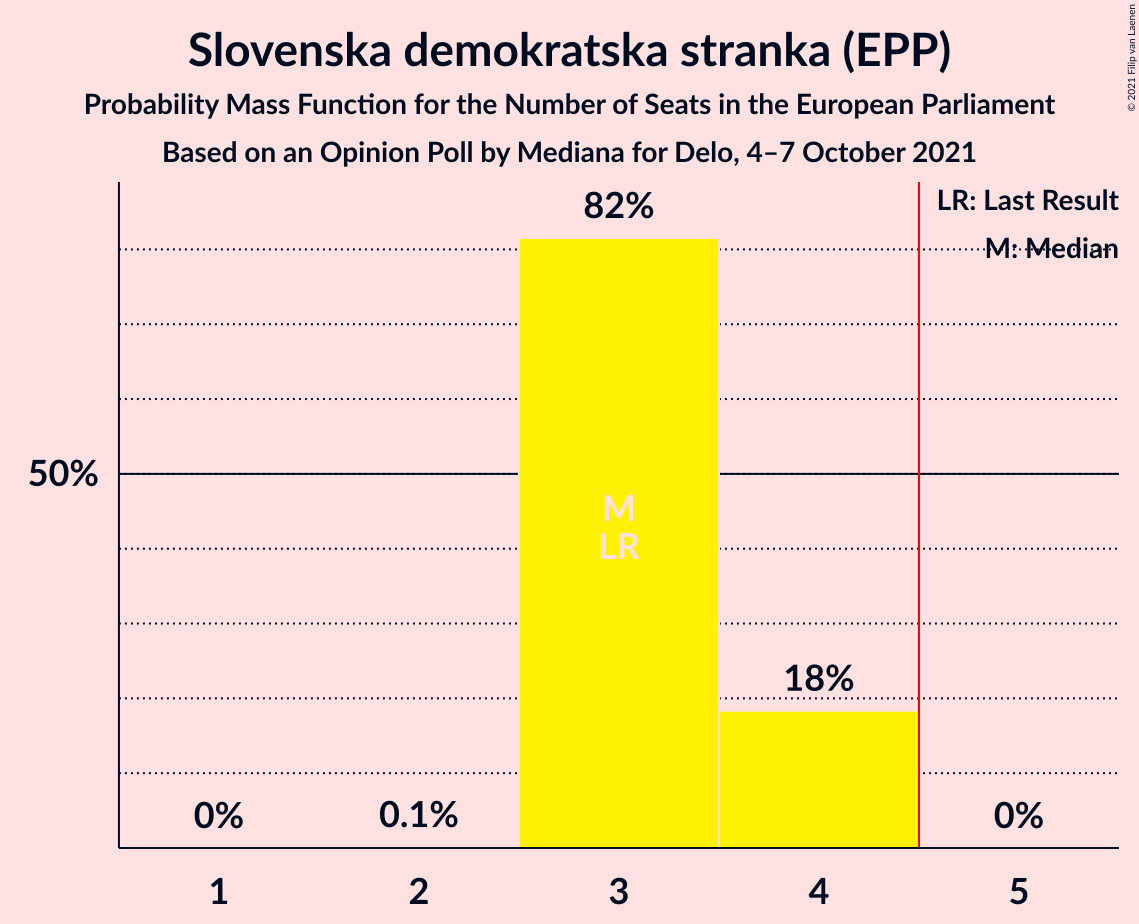 Slovenska demokratska stranka (EPP)
Probability Mass Function for the Number of Seats in the European Parliament
Based on an Opinion Poll by Mediana for Delo, 4–7 October 2021
© 2021 Filip van Laenen
LR: Last Result
M: Median
82%
50%
M
LR
18%
0%
0.1%
0%
1
2
3
4
5